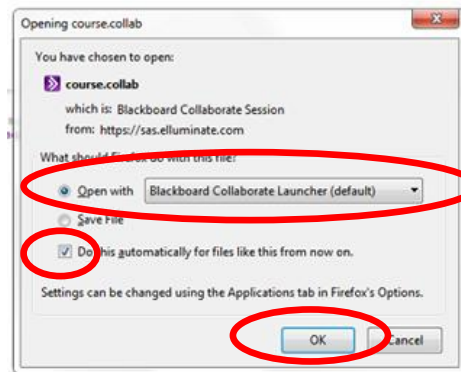 Opening course.collab
You have chosen to open:
course.collab
which is: Blackboard Collaborate Session
from: https://sas.elluminate.com
What should Firefox do with this file?
Open with Blackboard Collaborate Launcher (default)
Save File
Do this automatically for files like this from now on.
Settings can be changed using the Applications tab in Firefox's Options.
OK Cancel